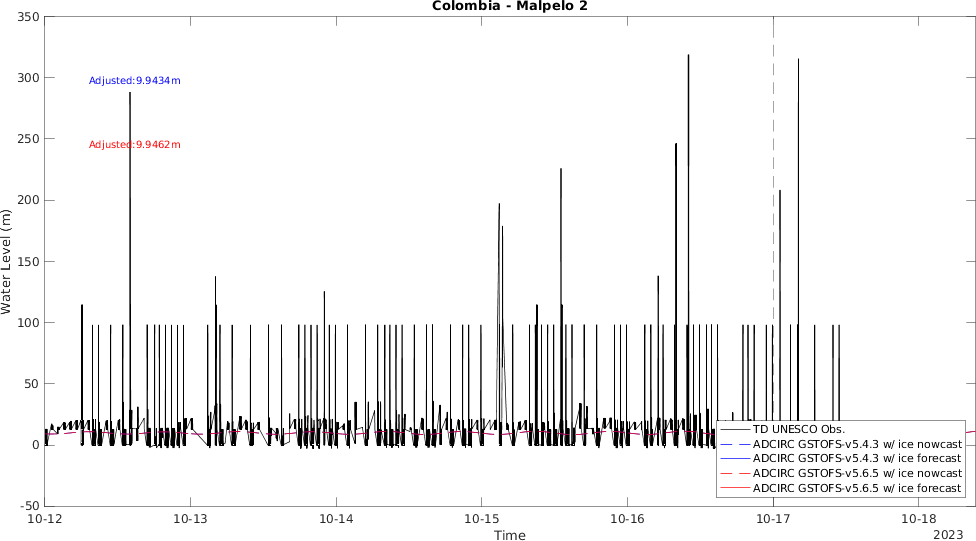 Colombia - Malpelo 2
350
300
250
200
150
100
50
0
-50
Water Level (m)
Adjusted:9.9434m
Adjusted:9.9462m
TD UNESCO Obs.
ADCIRC GSTOFS-v5.4.3 w/ ice nowcast
ADCIRC GSTOFS-v5.4.3 w/ ice forecast
ADCIRC GSTOFS-v5.6.5 w/ ice nowcast
ADCIRC GSTOFS-v5.6.5 w/ ice forecast
10-12 10-13 10-14 10-15 10-16 10-17 10-18
Time
2023